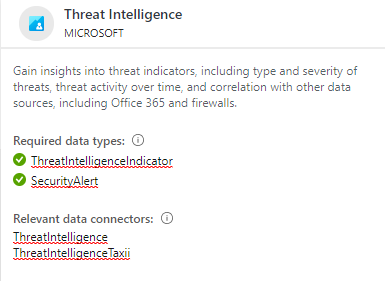 Threat Intelligence
MICROSOFT
Gain insights into threat indicators, including type and severity of
threats, threat activity over time, and correlation with other data
sources, including Office 365 and firewalls.
Required data types:
ThreatIntelligenceIndicator
SecurityAlert
Relevant data connectors:
ThreatIntelligence
ThreatIntelligenceTaxii